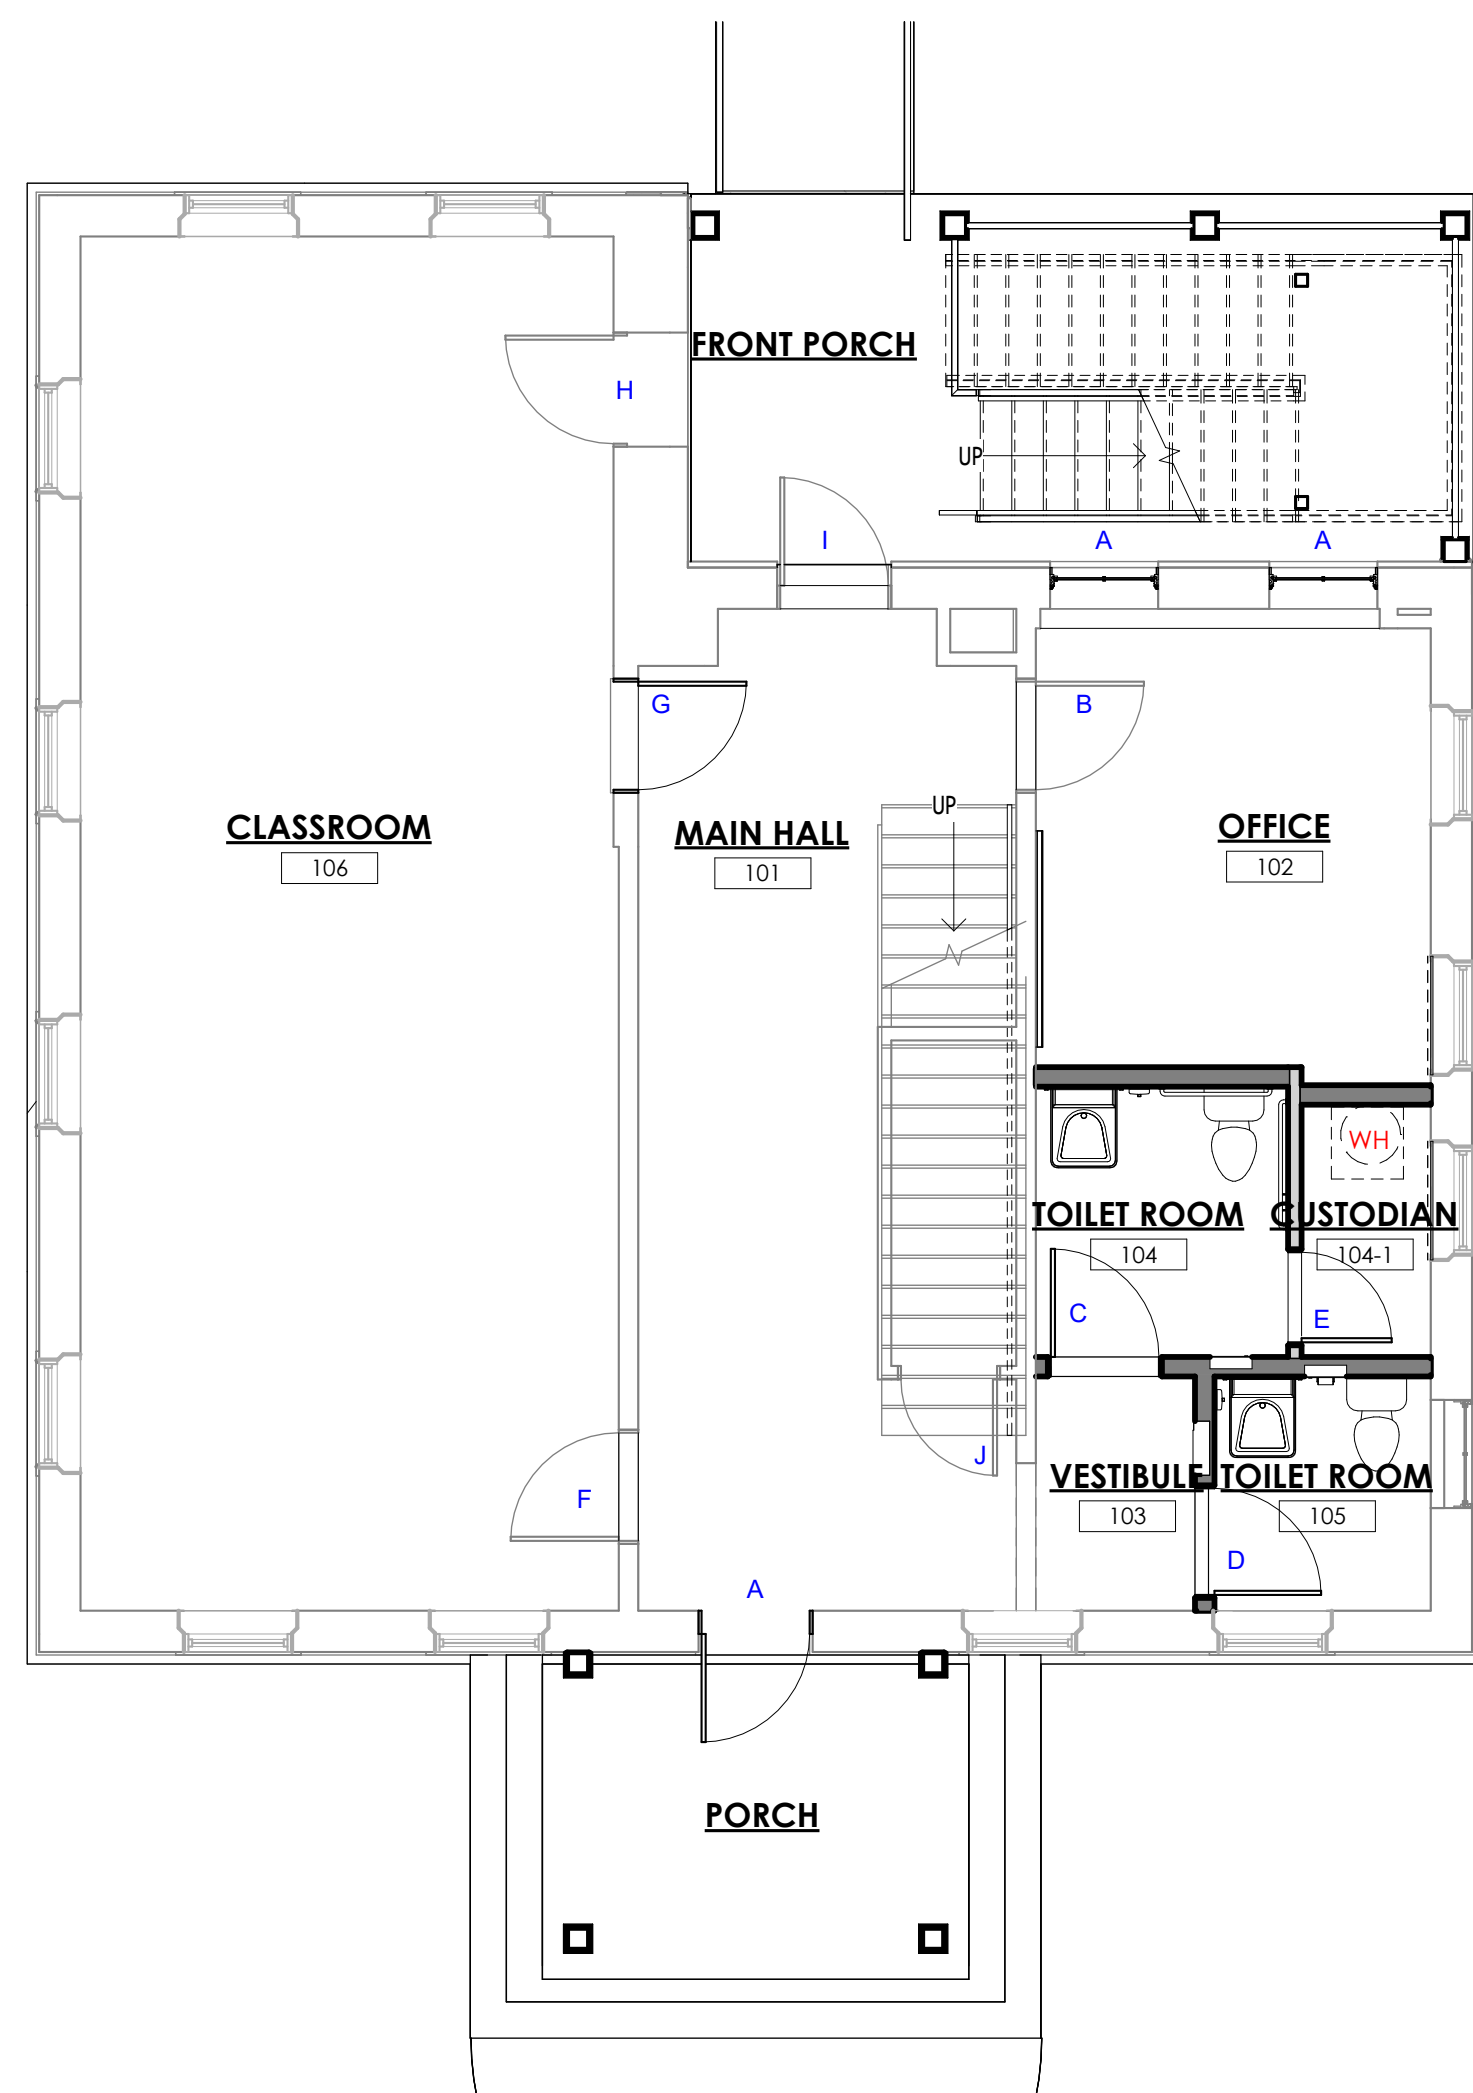 FRONT PORCH
H
UP
I
A
A
G
B
UP
CLASSROOM
106
MAIN HALL
101
OFFICE
102
WH
TOILET ROOM
104
CUSTODIAN
104-1
C
E
J
VESTIBULE
103
TOILET ROOM
105
F
D
A
PORCH